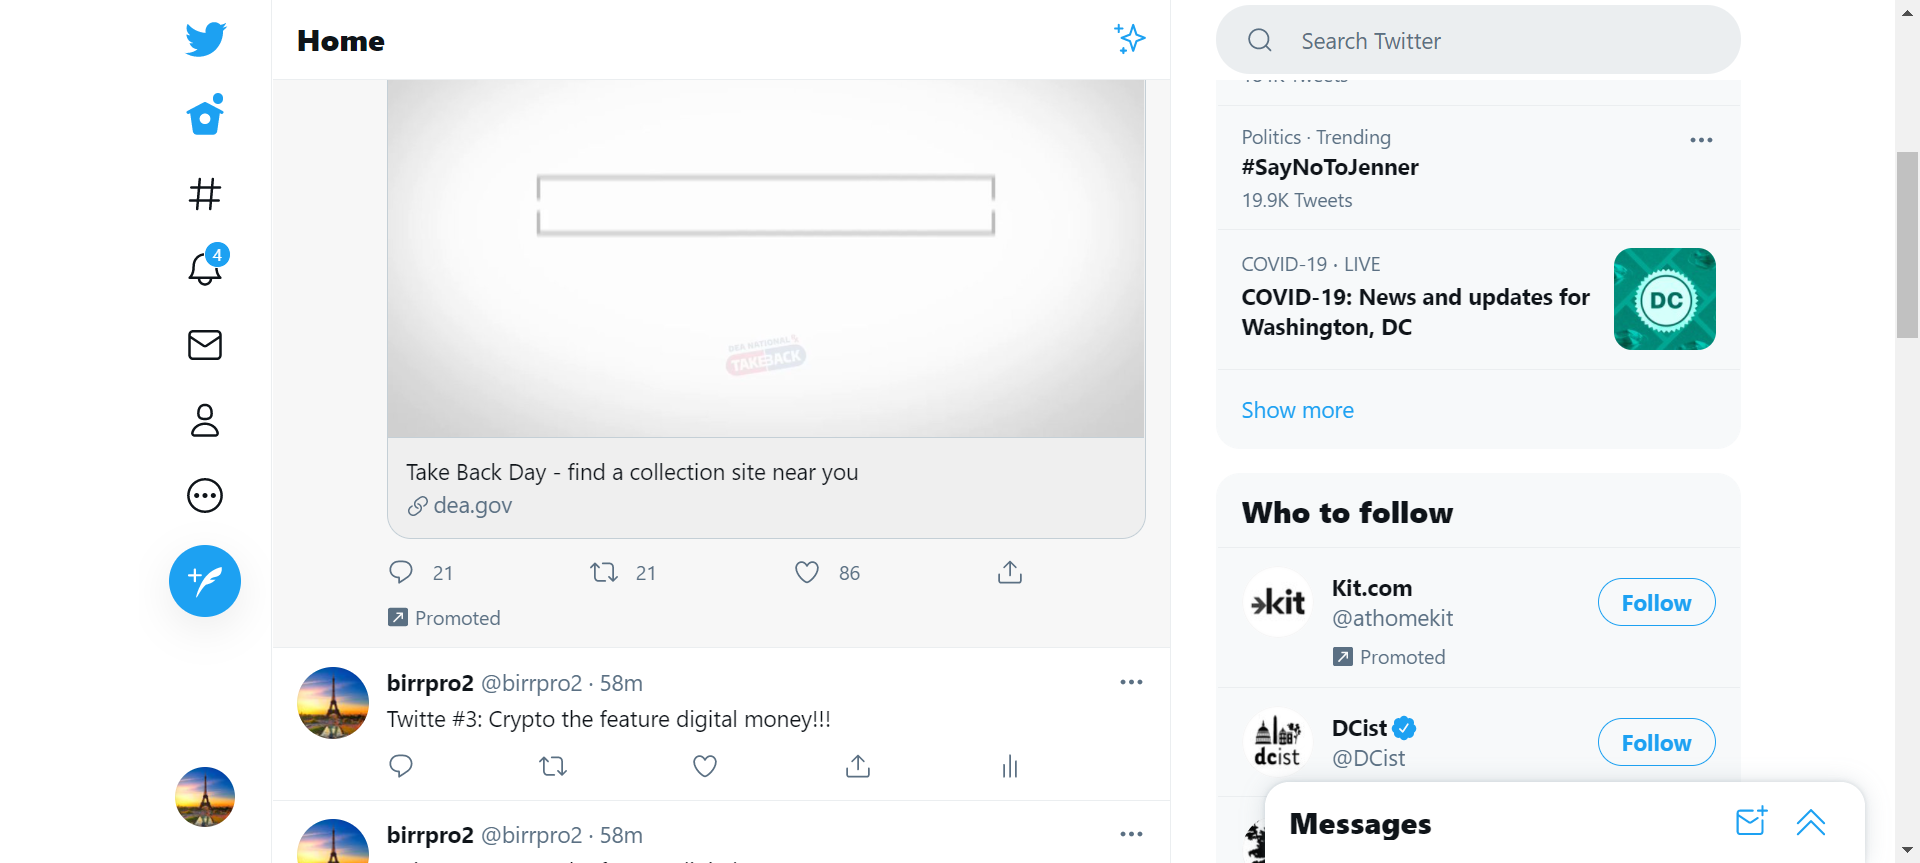 Home
Search Twitter
4
Politics · Trending
#SayNoToJenner
19.9K Tweets
COVID-19 · LIVE
COVID-19: News and updates for
Washington, DC
DC
Show more
DEA NATIONAL
TAKE BACK
Take Back Day - find a collection site near you
dea.gov
21
21
86
Promoted
birrpro2 @birrpro2 · 58m
Twitte #3: Crypto the feature digital money!!!
birrpro2 @birrpro2 · 58m
Who to follow
kit
Kit.com
@athomekit
Follow
Promoted
dcist
DCist
@DCist
Follow
Messages